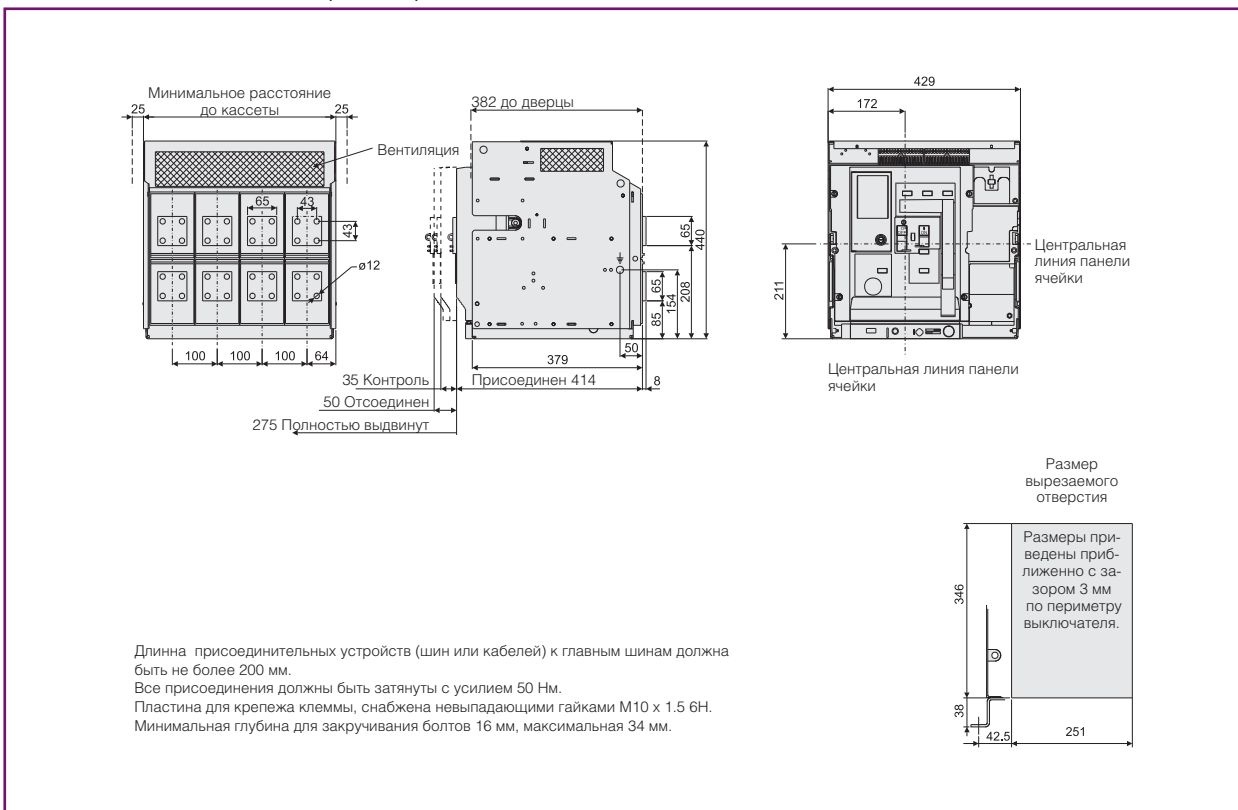 Минимальное расстояние
до кассеты
25
25
Вентиляция
65
43
43
ø12
100
100
100
64
382 до дверцы
440
65
65
85
154
208
50
379
35 Контроль
Присоединен 414
8
50 Отсоединен
275 Полностью выдвинут
429
172
211
Центральная
линия панели
ячейки
Центральная линия панели
ячейки
Размер
вырезаемого
отверстия
Размеры при-
ведены приб-
лиженно с за-
зором 3 мм
по периметру
выключателя.
346
38
42.5
251
Длинна присоединительных устройств (шин или кабелей) к главным шинам должна
быть не более 200 мм.
Все присоединения должны быть затянуты с усилием 50 Нм.
Пластина для крепежа клеммы, снабжена невыпадающими гайками М10 x 1.5 6Н.
Минимальная глубина для закручивания болтов 16 мм, максимальная 34 мм.